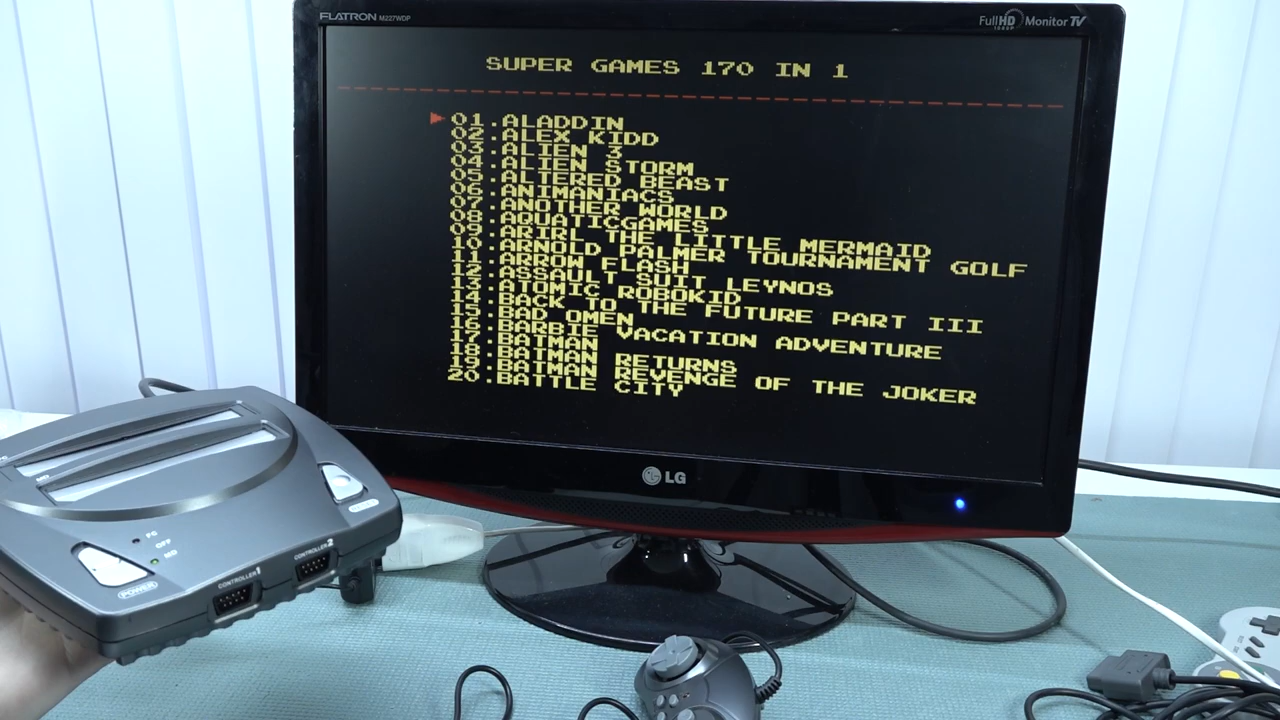 FLATRON M227WDP
Full HD 1080P Monitor TV
SUPER GAMES 170 IN 1
01.ALADDIN
02.ALEX KIDD
03.ALIEN 3
04.ALIEN STORM
05.ALTERED BEAST
06.ANIMANIACS
07.ANOTHER WORLD
08.AQUATICGAMES
09.ARIRL THE LITTLE MERMAID
10.ARNOLD PALMER TOURNAMENT GOLF
11.ARROW FLASH
12.ASSAULT SUIT LEYNOS
13.ATOMIC ROBOKID
14.BACK TO THE FUTURE PART III
15.BAD OMEN
16.BARBIE VACATION ADVENTURE
17.BATMAN
18.BATMAN RETURNS
19.BATMAN REVENGE OF THE JOKER
20.BATTLE CITY
LG
FC
OFF
MD
POWER
CONTROLLER 1
CONTROLLER 2